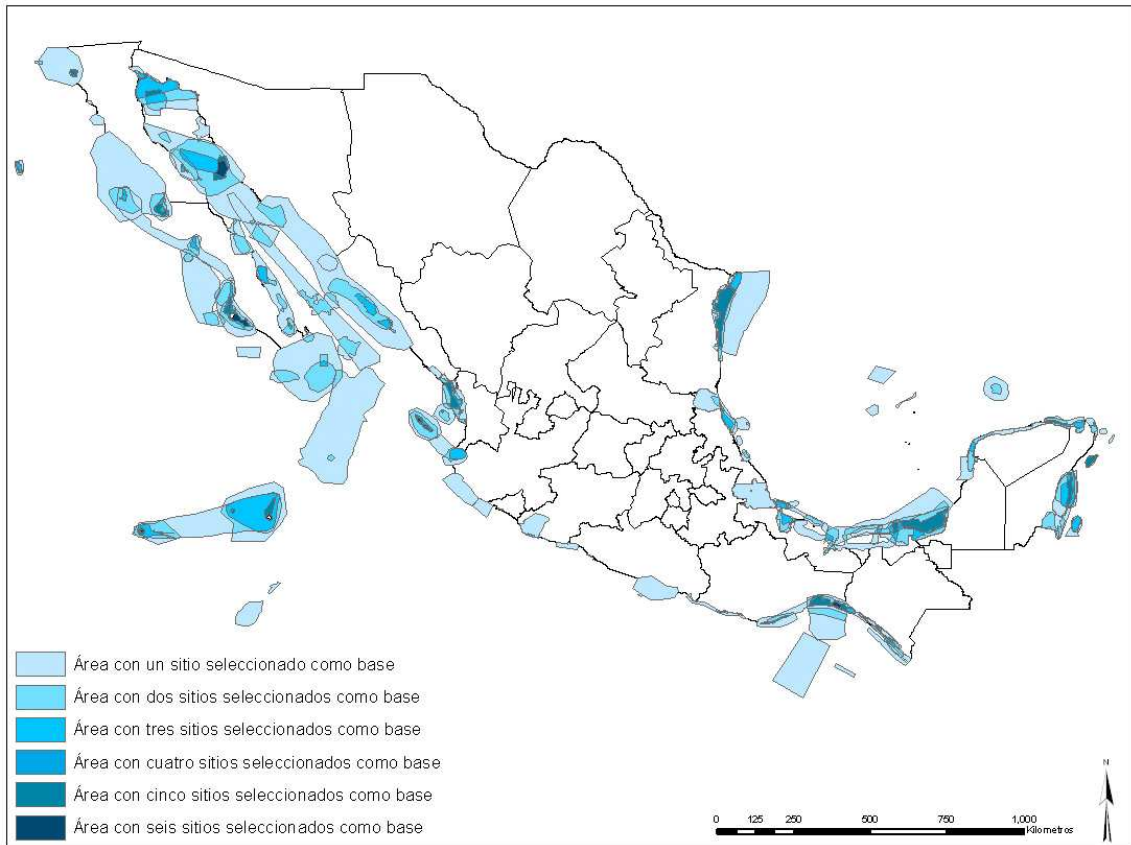 Área con un sitio seleccionado como base
Área con dos sitios seleccionados como base
Área con tres sitios seleccionados como base
Área con cuatro sitios seleccionados como base
Área con cinco sitios seleccionados como base
Área con seis sitios seleccionados como base
N
0 125 250 500 750 1,000
Kilometros